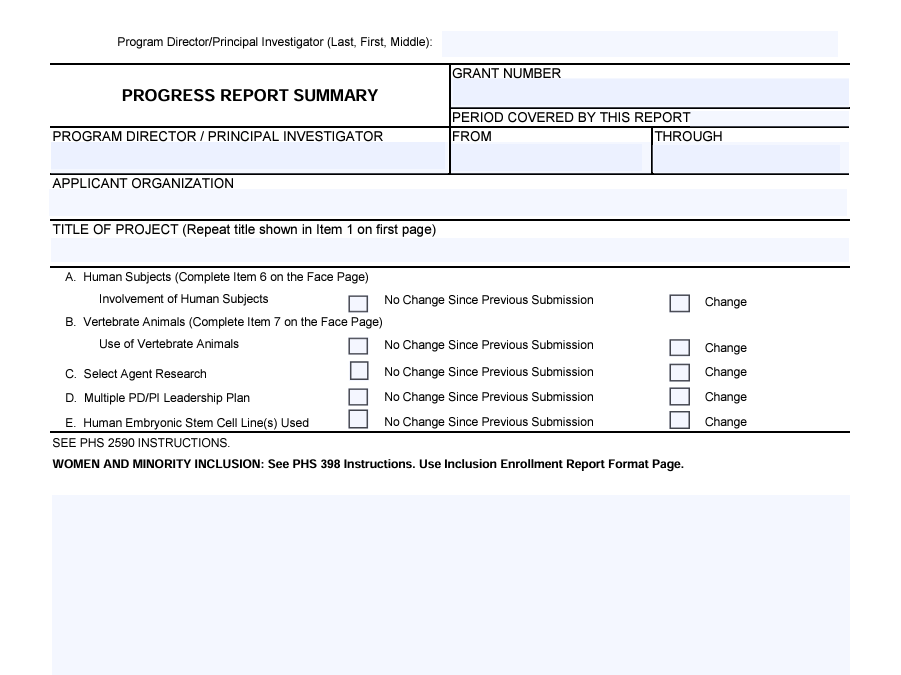 Program Director/Principal Investigator (Last, First, Middle):
PROGRESS REPORT SUMMARY
GRANT NUMBER
PERIOD COVERED BY THIS REPORT
PROGRAM DIRECTOR / PRINCIPAL INVESTIGATOR
FROM
THROUGH
APPLICANT ORGANIZATION
TITLE OF PROJECT (Repeat title shown in Item 1 on first page)
A. Human Subjects (Complete Item 6 on the Face Page)
Involvement of Human Subjects No Change Since Previous Submission Change
B. Vertebrate Animals (Complete Item 7 on the Face Page)
Use of Vertebrate Animals No Change Since Previous Submission Change
C. Select Agent Research No Change Since Previous Submission Change
D. Multiple PD/PI Leadership Plan No Change Since Previous Submission Change
E. Human Embryonic Stem Cell Line(s) Used No Change Since Previous Submission Change
SEE PHS 2590 INSTRUCTIONS.
WOMEN AND MINORITY INCLUSION: See PHS 398 Instructions. Use Inclusion Enrollment Report Format Page.